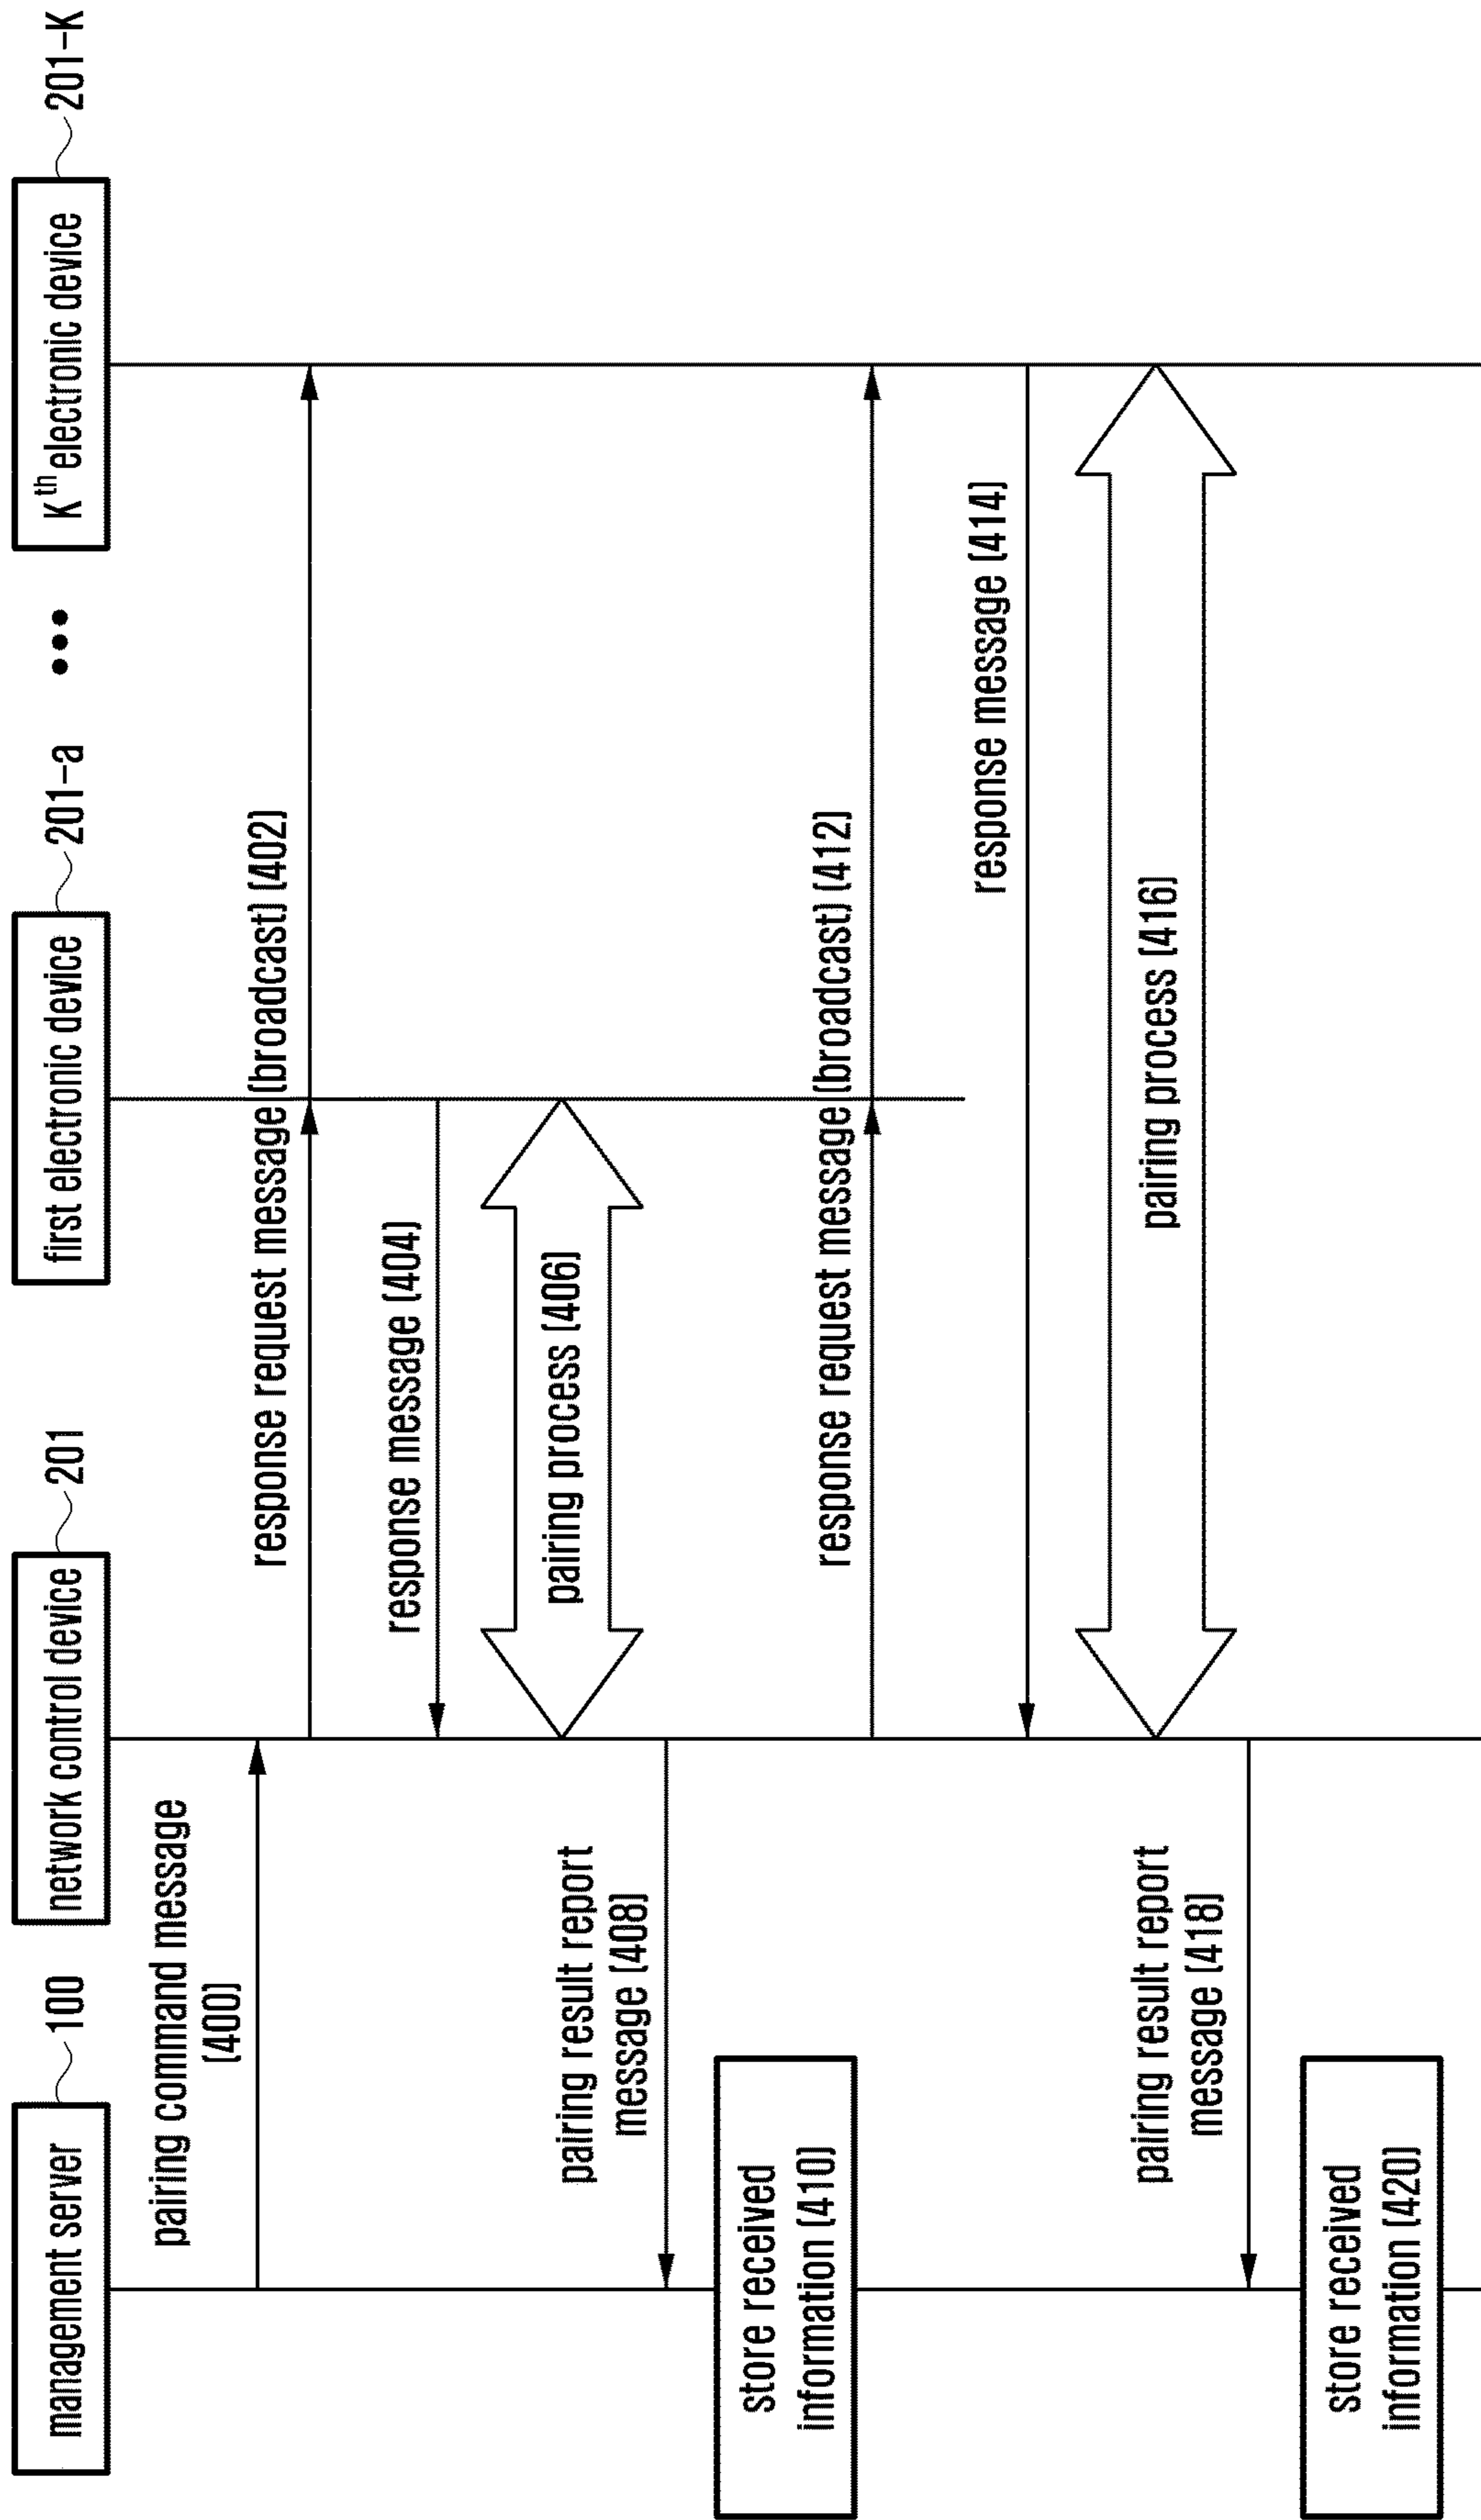 management server
100
network control device
201
first electronic device
201-a
•••
Kth electronic device
201-K
pairing command message
(400)
response request message (broadcast) (402)
response message (404)
pairing process (406)
pairing result report
message (408)
store received
information (410)
response request message (broadcast) (412)
response message (414)
pairing process (416)
pairing result report
message (418)
store received
information (420)